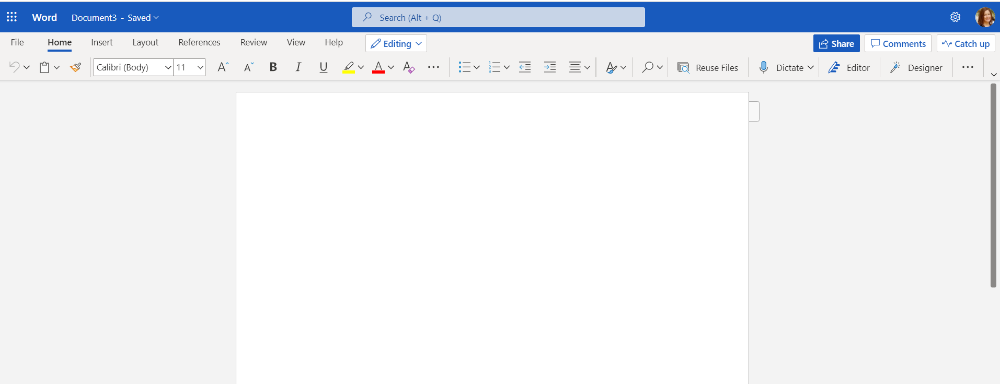 Word Document3 - Saved Search (Alt + Q)
File Home Insert Layout References Review View Help Editing Share Comments Catch up
Calibri (Body) 11 A A B I U A A Reuse Files Dictate Editor Designer